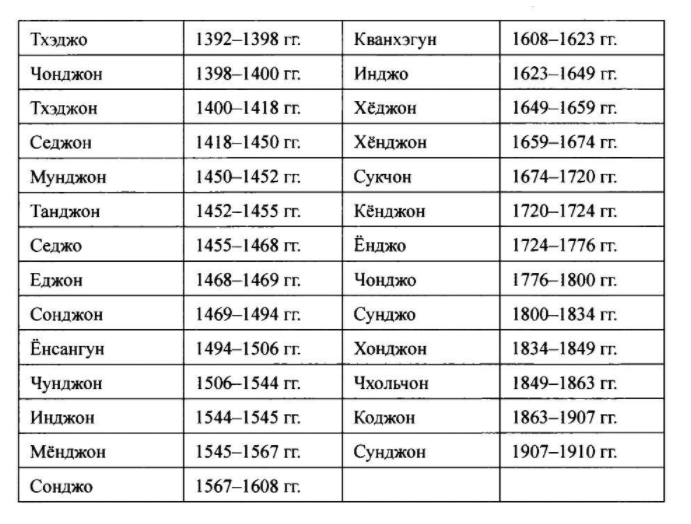 Тхэджо 1392–1398 гг. Кванхэгун 1608–1623 гг.
Чонджон 1398–1400 гг. Инджо 1623–1649 гг.
Тхэджон 1400–1418 гг. Хёджон 1649–1659 гг.
Седжон 1418–1450 гг. Хёнджон 1659–1674 гг.
Мунджон 1450–1452 гг. Сукчон 1674–1720 гг.
Танджон 1452–1455 гг. Кёнджон 1720–1724 гг.
Седжо 1455–1468 гг. Ёнджо 1724–1776 гг.
Еджон 1468–1469 гг. Чонджо 1776–1800 гг.
Сонджон 1469–1494 гг. Сунджо 1800–1834 гг.
Ёнсангун 1494–1506 гг. Хонджон 1834–1849 гг.
Чунджон 1506–1544 гг. Чхольчон 1849–1863 гг.
Инджон 1544–1545 гг. Коджон 1863–1907 гг.
Мёнджон 1545–1567 гг. Сунджон 1907–1910 гг.
Сонджо 1567–1608 гг.